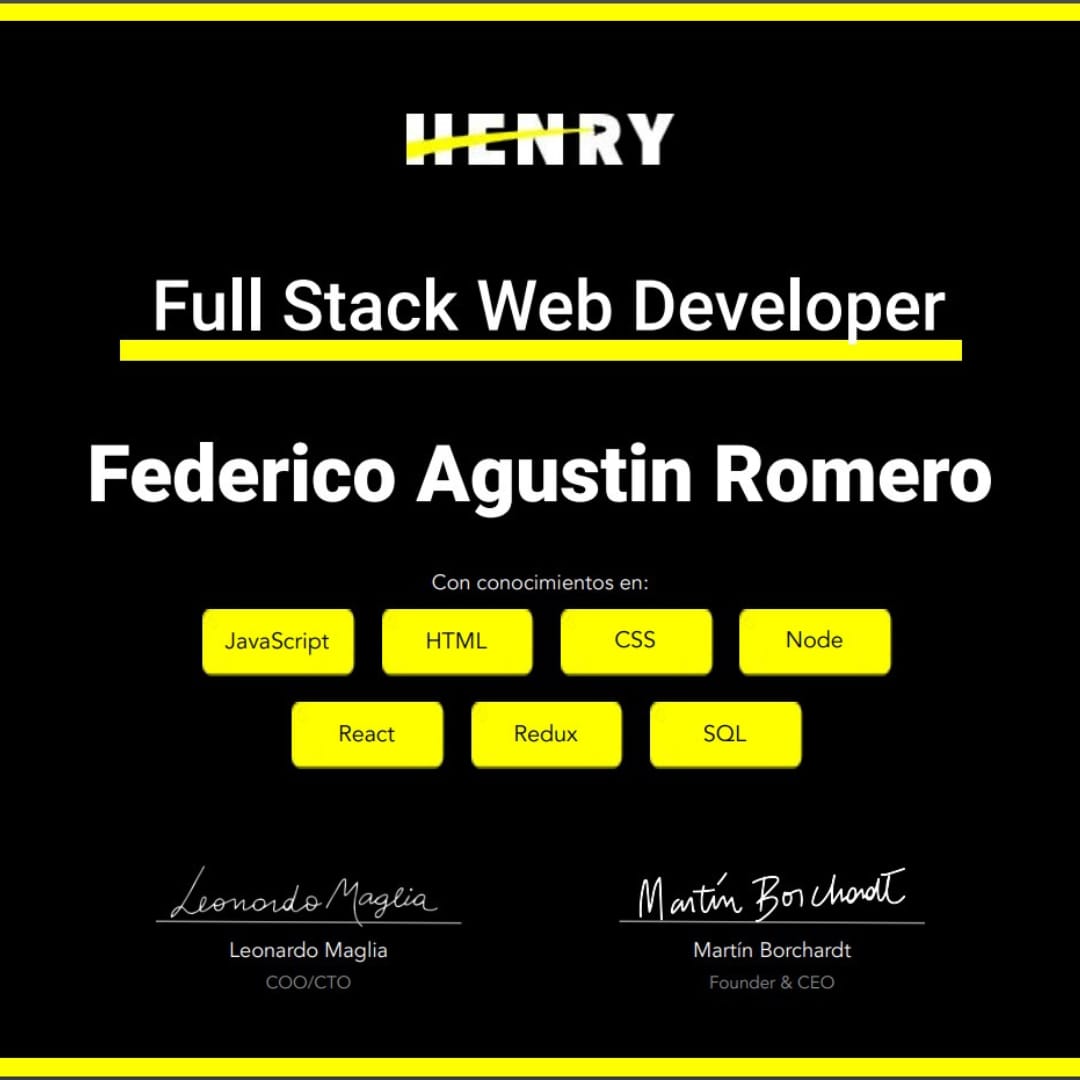 HENRY
Full Stack Web Developer
Federico Agustin Romero
Con conocimientos en:
JavaScript HTML CSS Node
React Redux SQL
Leonardo Maglia Martín Borchardt
Leonardo Maglia Martín Borchardt
COO/CTO Founder & CEO